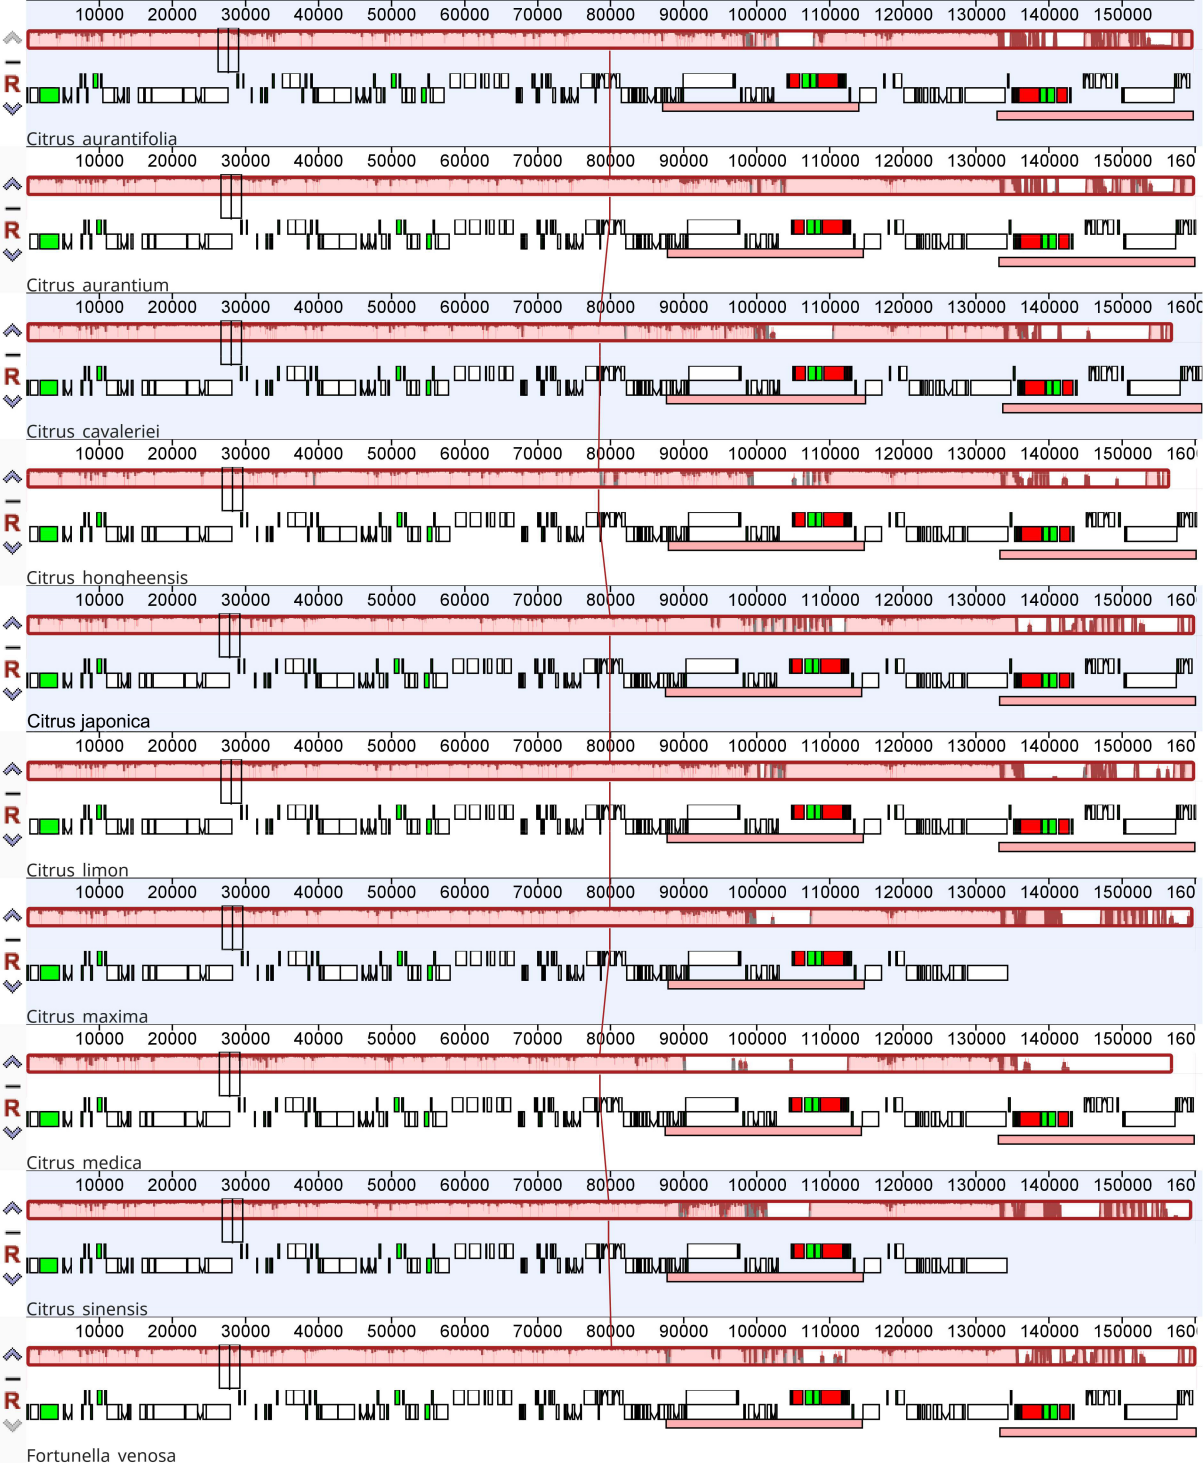 10000 20000 30000 40000 50000 60000 70000 80000 90000 100000 110000 120000 130000 140000 150000
R
Citrus aurantifolia
10000 20000 30000 40000 50000 60000 70000 80000 90000 100000 110000 120000 130000 140000 150000 160
R
Citrus aurantium
10000 20000 30000 40000 50000 60000 70000 80000 90000 100000 110000 120000 130000 140000 150000 160
R
Citrus cavaleriei
10000 20000 30000 40000 50000 60000 70000 80000 90000 100000 110000 120000 130000 140000 150000 160
R
Citrus hongheensis
10000 20000 30000 40000 50000 60000 70000 80000 90000 100000 110000 120000 130000 140000 150000 160
R
Citrus japonica
10000 20000 30000 40000 50000 60000 70000 80000 90000 100000 110000 120000 130000 140000 150000 160
R
Citrus limon
10000 20000 30000 40000 50000 60000 70000 80000 90000 100000 110000 120000 130000 140000 150000 160
R
Citrus maxima
10000 20000 30000 40000 50000 60000 70000 80000 90000 100000 110000 120000 130000 140000 150000 160
R
Citrus medica
10000 20000 30000 40000 50000 60000 70000 80000 90000 100000 110000 120000 130000 140000 150000 160
R
Citrus sinensis
10000 20000 30000 40000 50000 60000 70000 80000 90000 100000 110000 120000 130000 140000 150000 160
R
Fortunella venosa